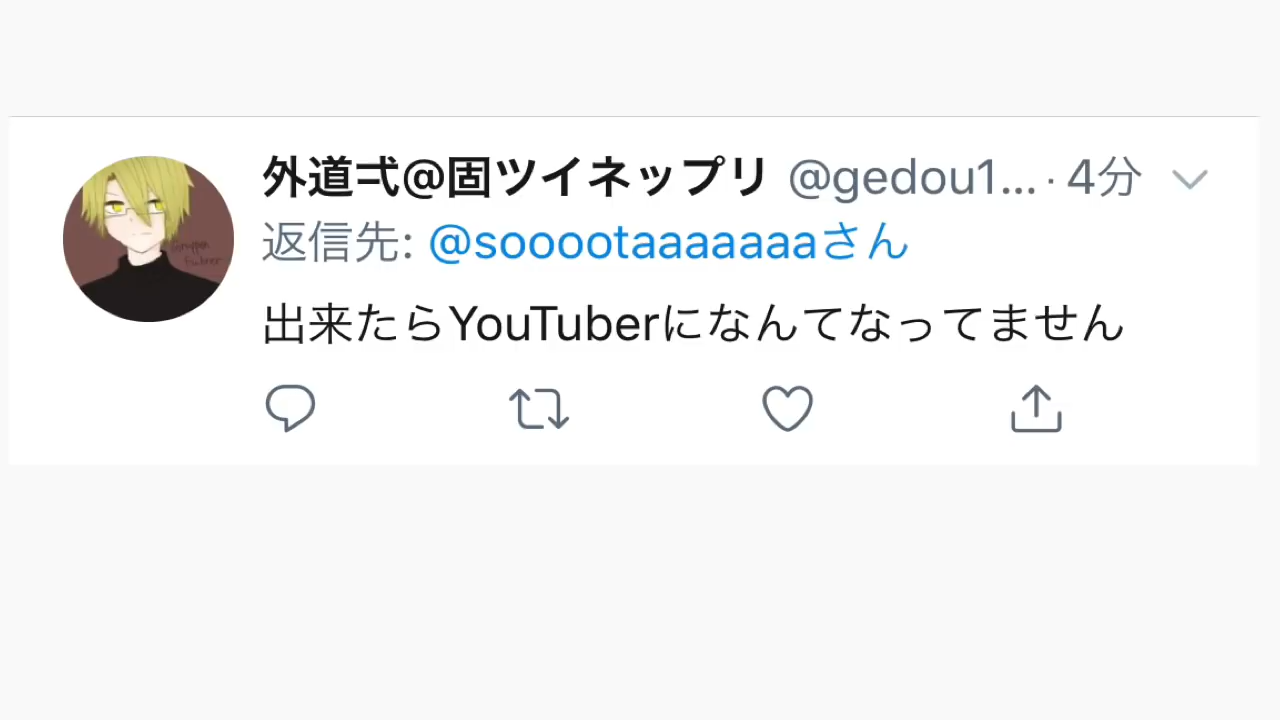 外道弍@固ツイネップリ @gedou1... · 4分
返信先: @sooootaaaaaaaさん
出来たらYouTuberになんてなってません